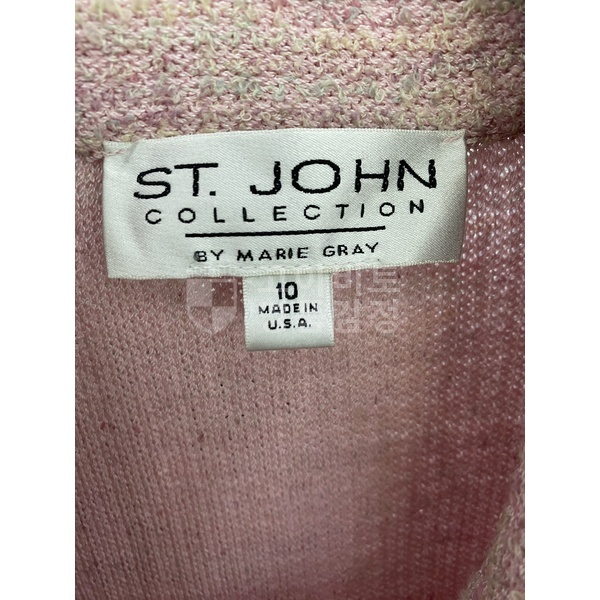 ST. JOHN
COLLECTION
BY MARIE GRAY
10
MADE IN
U.S.A.